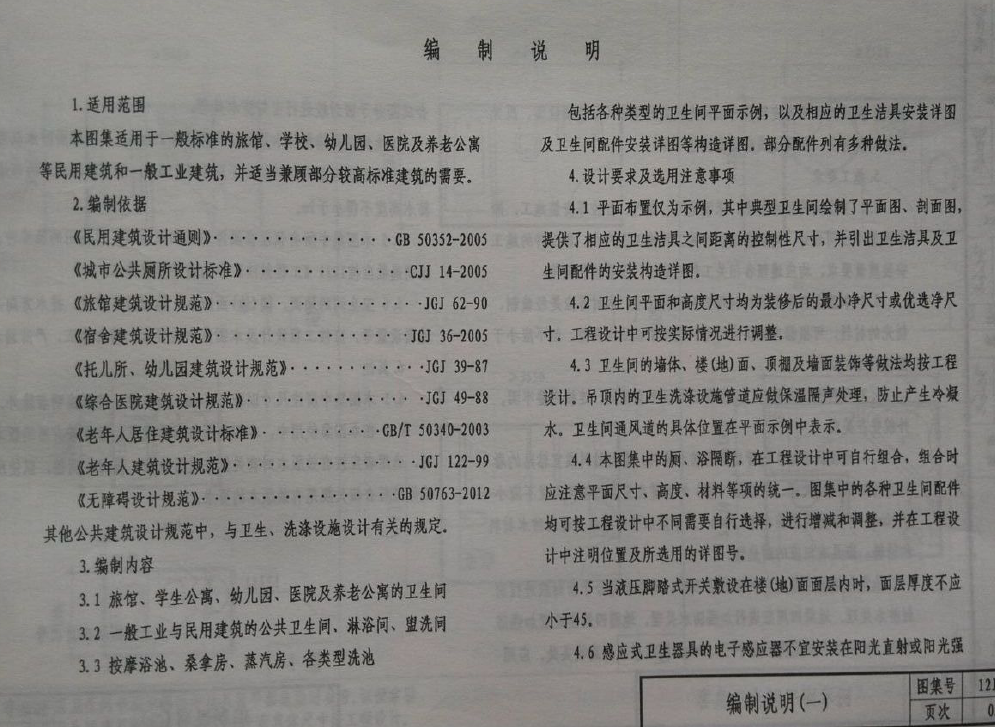 编制说明
1.适用范围
本图集适用于一般标准的旅馆、学校、幼儿园、医院及养老公寓
等民用建筑和一般工业建筑，并适当兼顾部分较高标准建筑的需要。
2.编制依据
《民用建筑设计通则》··············GB 50352-2005
《城市公共厕所设计标准》············CJJ 14-2005
《旅馆建筑设计规范》··············JGJ 62-90
《宿舍建筑设计规范》·············JGJ 36-2005
《托儿所、幼儿园建筑设计规范》·········JGJ 39-87
《综合医院建筑设计规范》············JGJ 49-88
《老年人居住建筑设计标准》·········GB/T 50340-2003
《老年人建筑设计规范》·············JGJ 122-99
《无障碍设计规范》··············GB 50763-2012
其他公共建筑设计规范中，与卫生、洗涤设施设计有关的规定。
3.编制内容
3.1 旅馆、学生公寓、幼儿园、医院及养老公寓的卫生间
3.2 一般工业与民用建筑的公共卫生间、淋浴间、盥洗间
3.3 按摩浴池、桑拿房、蒸汽房、各类型洗池
包括各种类型的卫生间平面示例，以及相应的卫生洁具安装详图
及卫生间配件安装详图等构造详图。部分配件列有多种做法。
4.设计要求及选用注意事项
4.1 平面布置仅为示例，其中典型卫生间绘制了平面图、剖面图，
提供了相应的卫生洁具之间距离的控制性尺寸，并引出卫生洁具及卫
生间配件的安装构造详图。
4.2 卫生间平面和高度尺寸均为装修后的最小净尺寸或优选净尺
寸，工程设计中可按实际情况进行调整。
4.3 卫生间的墙体、楼(地)面、顶棚及墙面装饰等做法均按工程
设计。吊顶内的卫生洗涤设施管道应做保温隔声处理，防止产生冷凝
水。卫生间通风道的具体位置在平面示例中表示。
4.4 本图集中的厕、浴隔断，在工程设计中可自行组合，组合时
应注意平面尺寸、高度、材料等项的统一。图集中的各种卫生间配件
均可按工程设计中不同需要自行选择，进行增减和调整，并在工程设
计中注明位置及所选用的详图号。
4.5 当液压脚踏式开关敷设在楼(地)面面层内时，面层厚度不应
小于45。
4.6 感应式卫生器具的电子感应器不宜安装在阳光直射或阳光强
编制说明(一)
图集号
页次